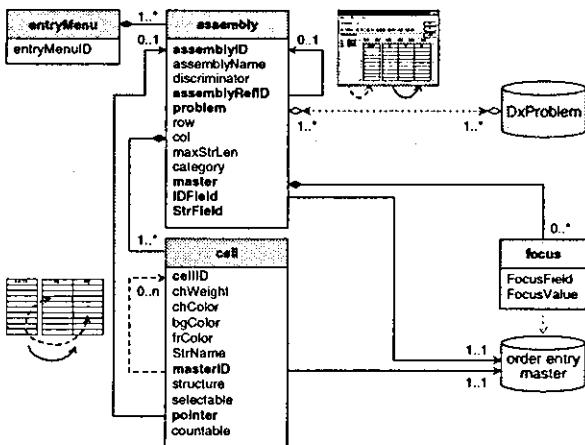 entryMenu
entryMenuID
1..*
assembly
0..1
assemblyID
assemblyName
discriminator
assemblyRefID
problem
row
col
maxStrLen
category
master
IDField
StrField
0..1
1..*
1..*
DxProblem
1..*
cell
0..n
cellID
chWeight
chColor
bgColor
frColor
StrName
masterID
structure
selectable
pointer
countable
0..*
focus
FocusField
FocusValue
1..1
1..1
order entry
master